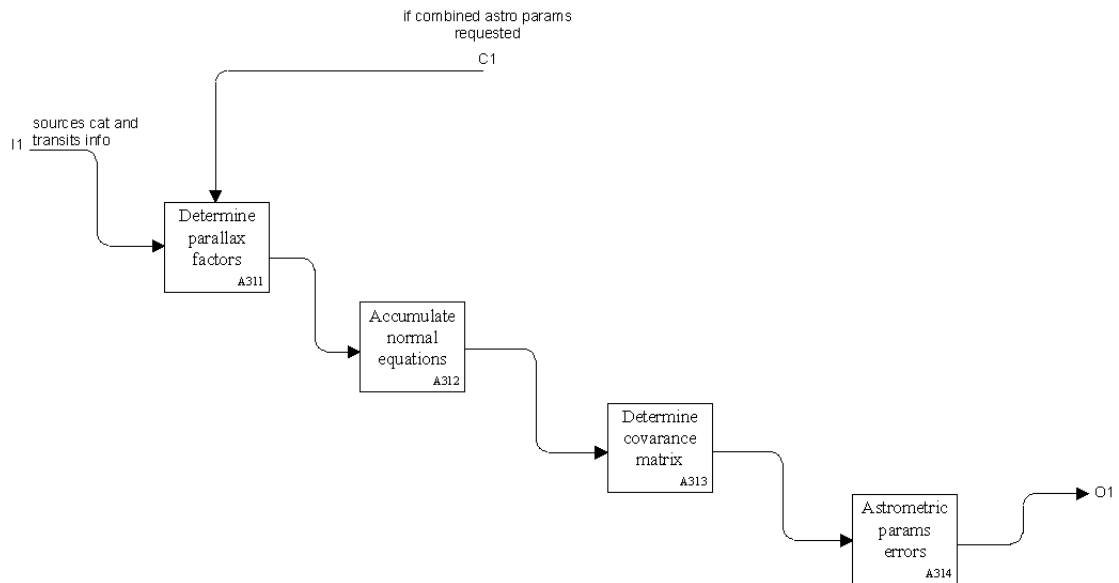 if combined astro params
requested
C1
sources cat and
transits info
I1
Determine
parallax
factors
A311
Accumulate
normal
equations
A312
Determine
covarance
matrix
A313
Astrometric
params
errors
A314
O1